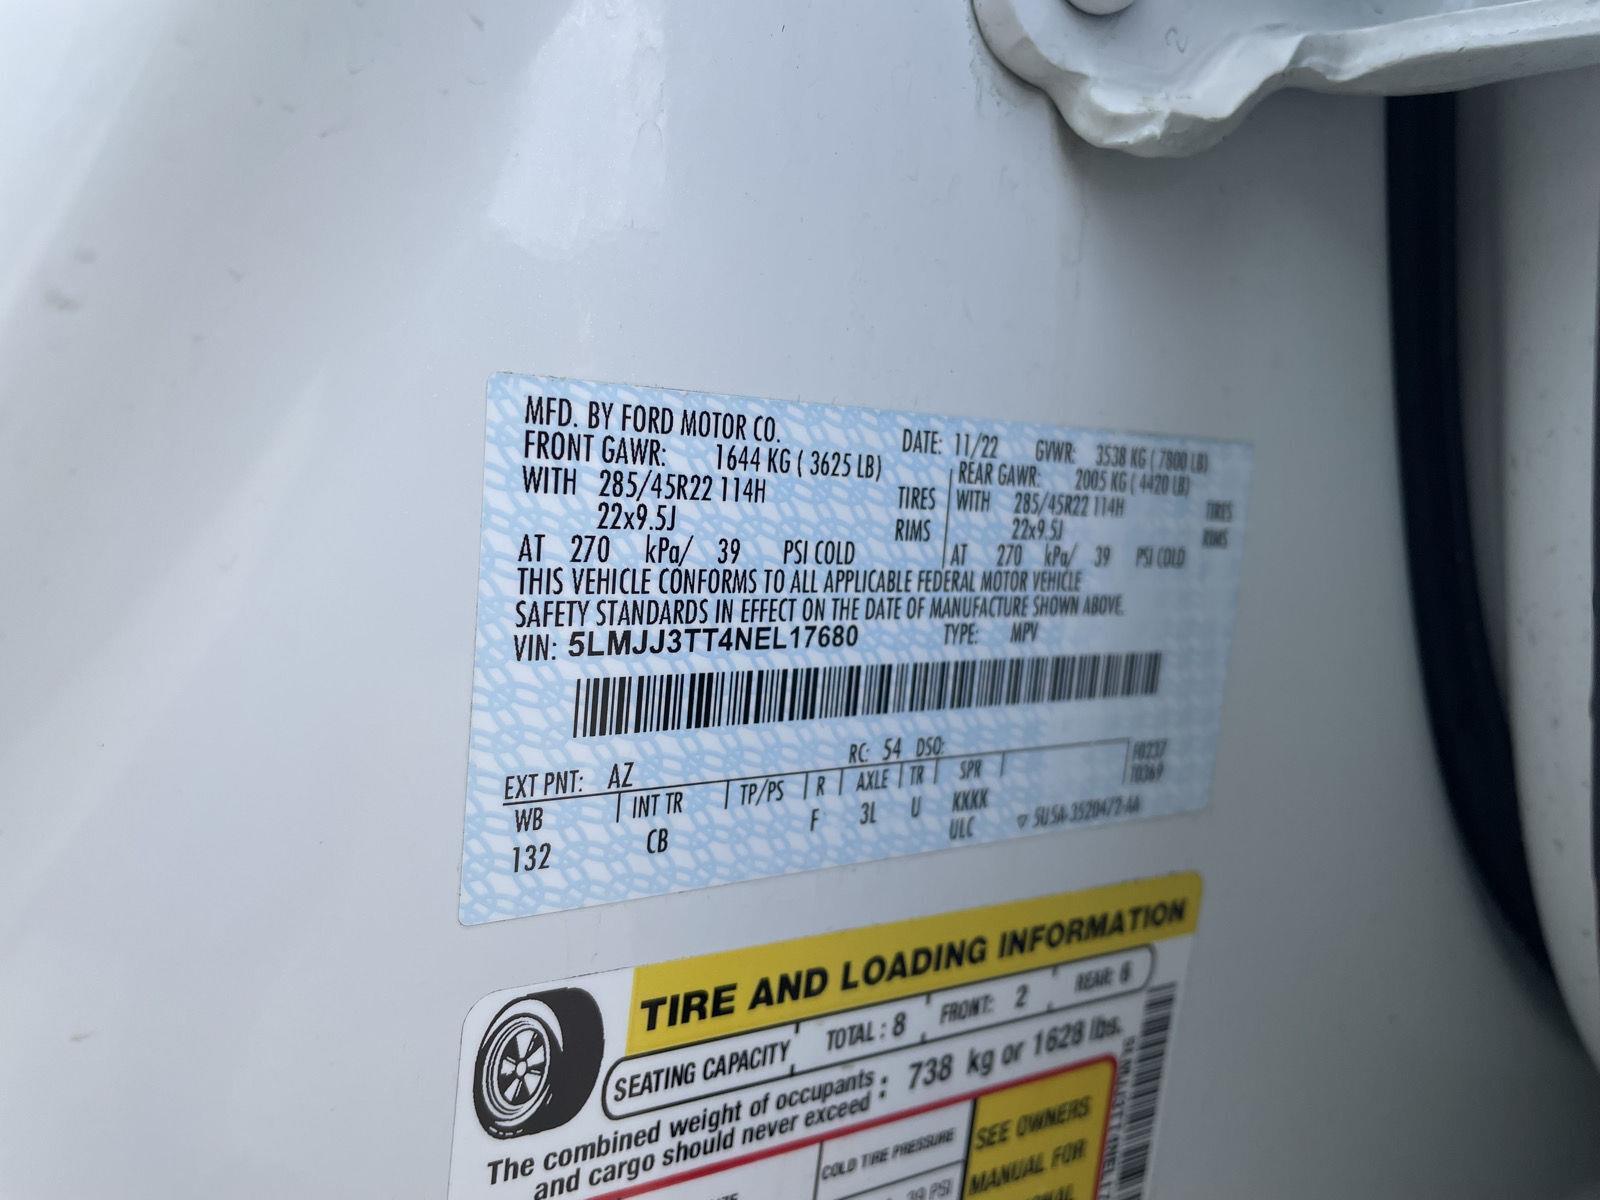 MFD. BY FORD MOTOR CO. DATE: 11/22 GVWR: 3538 KG ( 7800 LB)
FRONT GAWR: 1644 KG ( 3625 LB) REAR GAWR: 2005 KG ( 4420 LB)
WITH 285/45R22 114H TIRES WITH 285/45R22 114H TIRES
22x9.5J RIMS 22x9.5J RIMS
AT 270 kPa/ 39 PSI COLD AT 270 kPa/ 39 PSI COLD
THIS VEHICLE CONFORMS TO ALL APPLICABLE FEDERAL MOTOR VEHICLE
SAFETY STANDARDS IN EFFECT ON THE DATE OF MANUFACTURE SHOWN ABOVE.
VIN: 5LMJJ3TT4NEL17680 TYPE: MPV
EXT PNT: AZ RC: 54 DSO: F0237
WB INT TR TP/PS R AXLE TR SPR T0369
132 CB F 3L U KKKK
ULC
TIRE AND LOADING INFORMATION
SEATING CAPACITY TOTAL : 8 FRONT: 2 REAR: 6
The combined weight of occupants : 738 kg or 1628 lbs.
and cargo should never exceed
COLD TIRE PRESSURE SEE OWNERS
39 PSI MANUAL FOR